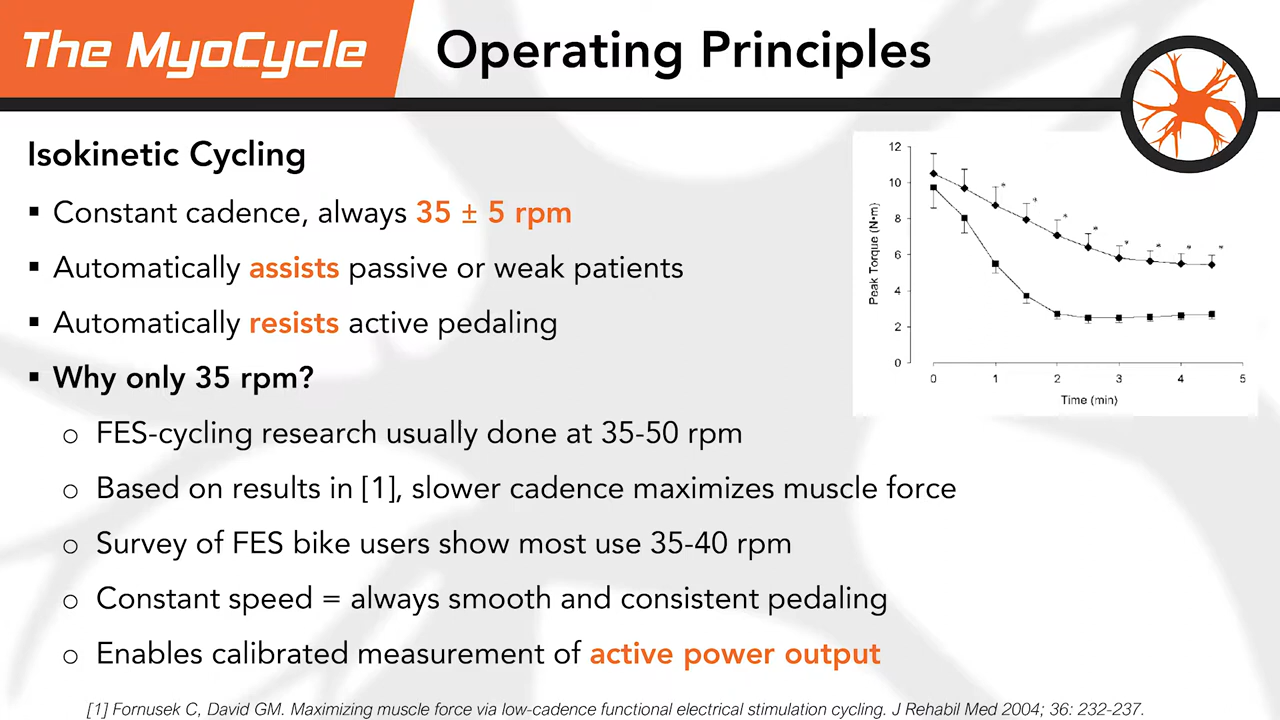 The MyoCycle
Operating Principles
Isokinetic Cycling
▪ Constant cadence, always 35 ± 5 rpm
▪ Automatically assists passive or weak patients
▪ Automatically resists active pedaling
▪ Why only 35 rpm?
o FES-cycling research usually done at 35-50 rpm
o Based on results in [1], slower cadence maximizes muscle force
o Survey of FES bike users show most use 35-40 rpm
o Constant speed = always smooth and consistent pedaling
o Enables calibrated measurement of active power output
12
10
8
6
4
2
0
Peak Torque (N•m)
* * * * * * * *
0 1 2 3 4 5
Time (min)
[1] Fornusek C, David GM. Maximizing muscle force via low-cadence functional electrical stimulation cycling. J Rehabil Med 2004; 36: 232-237.